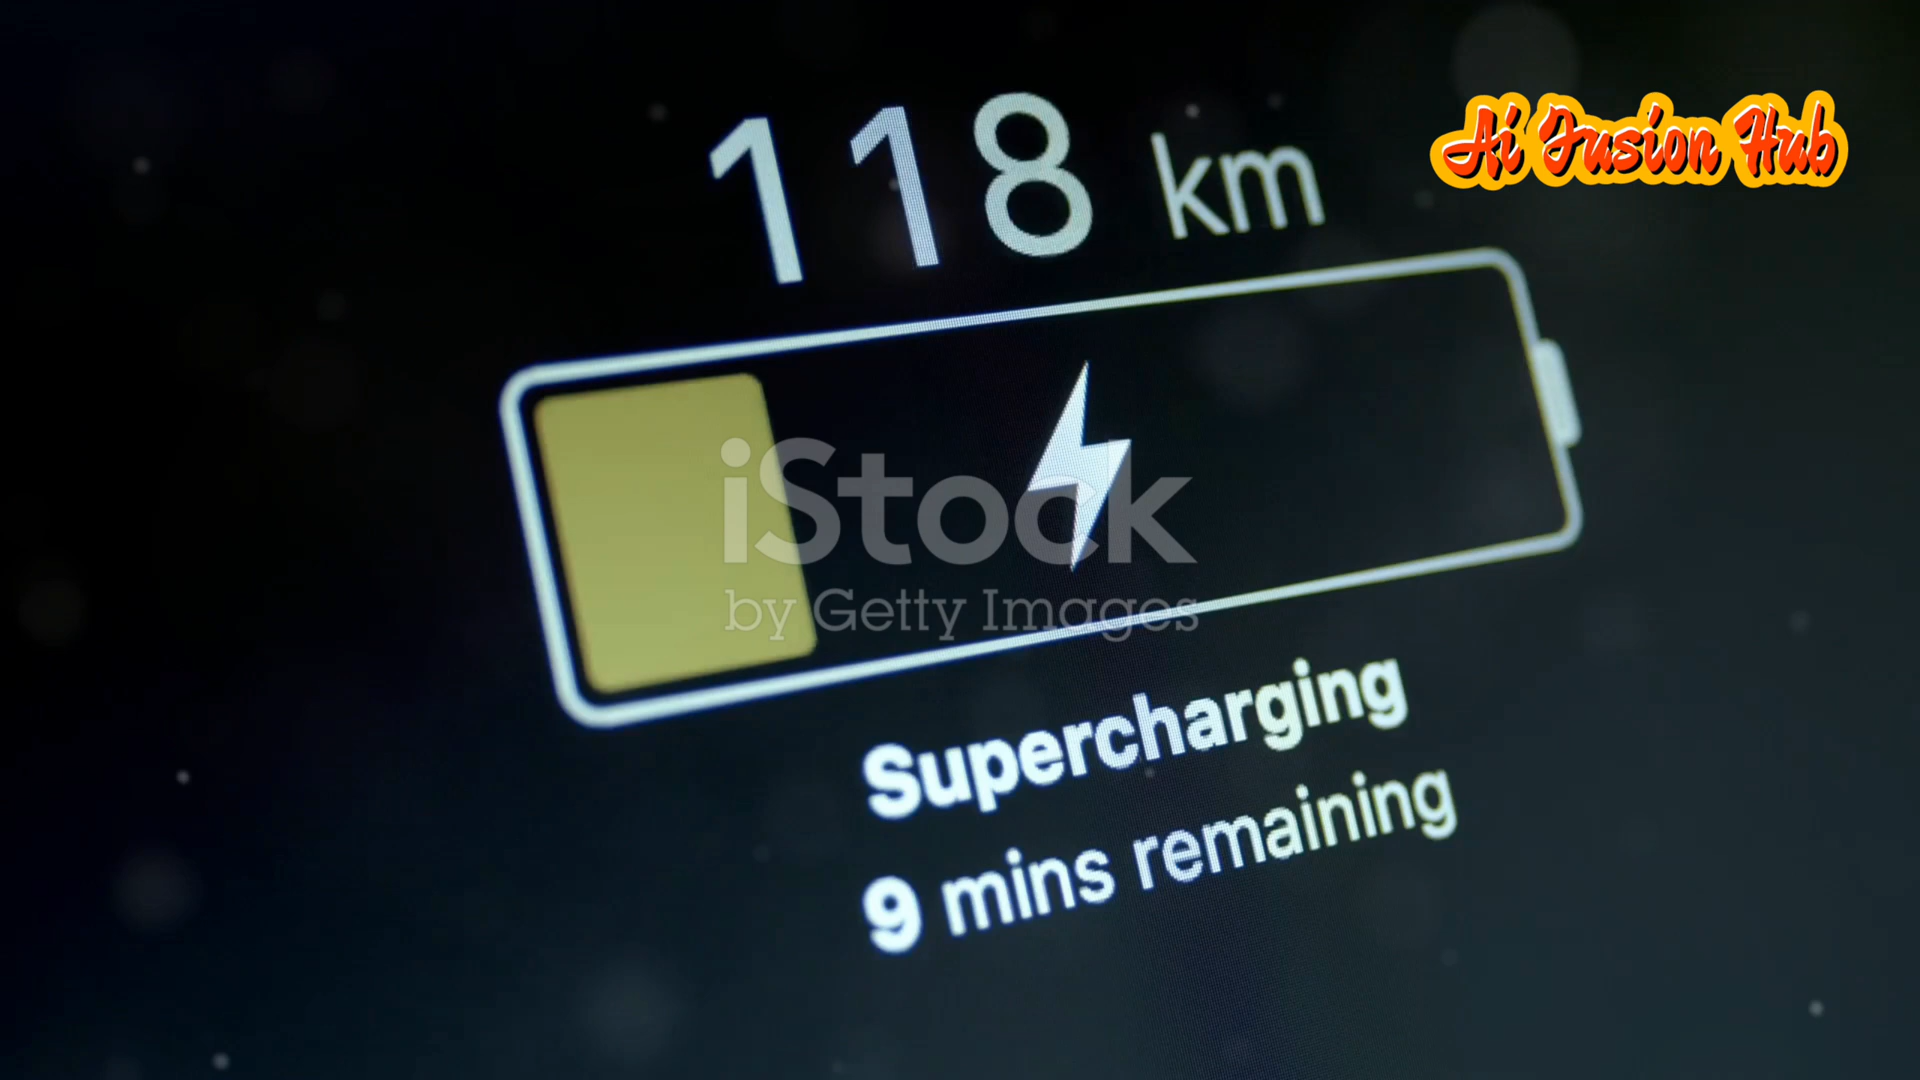 118 km
Ai Fusion Hub
iStock
by Getty Images
Supercharging
9 mins remaining